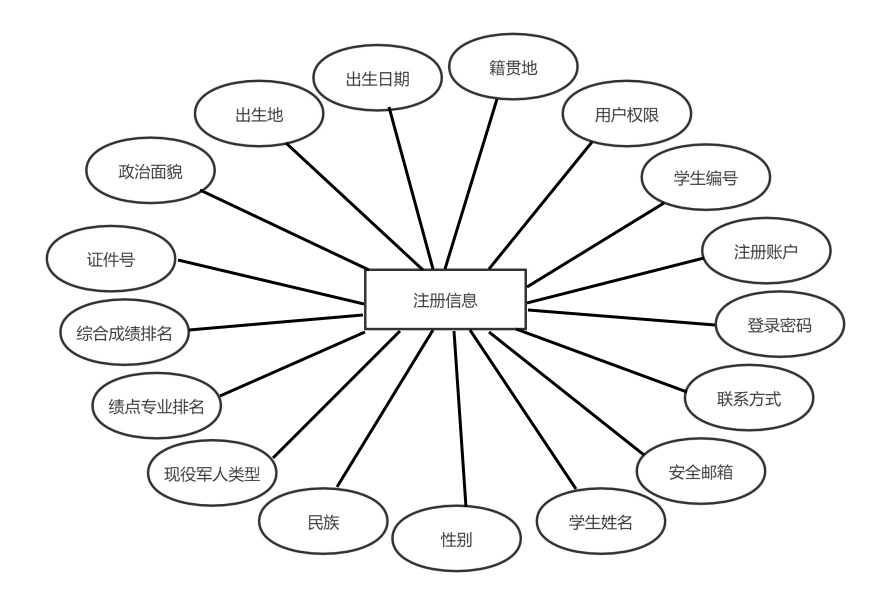 籍贯地
出生日期
出生地
用户权限
政治面貌
学生编号
注册账户
证件号
注册信息
登录密码
综合成绩排名
联系方式
绩点专业排名
安全邮箱
现役军人类型
民族
学生姓名
性别